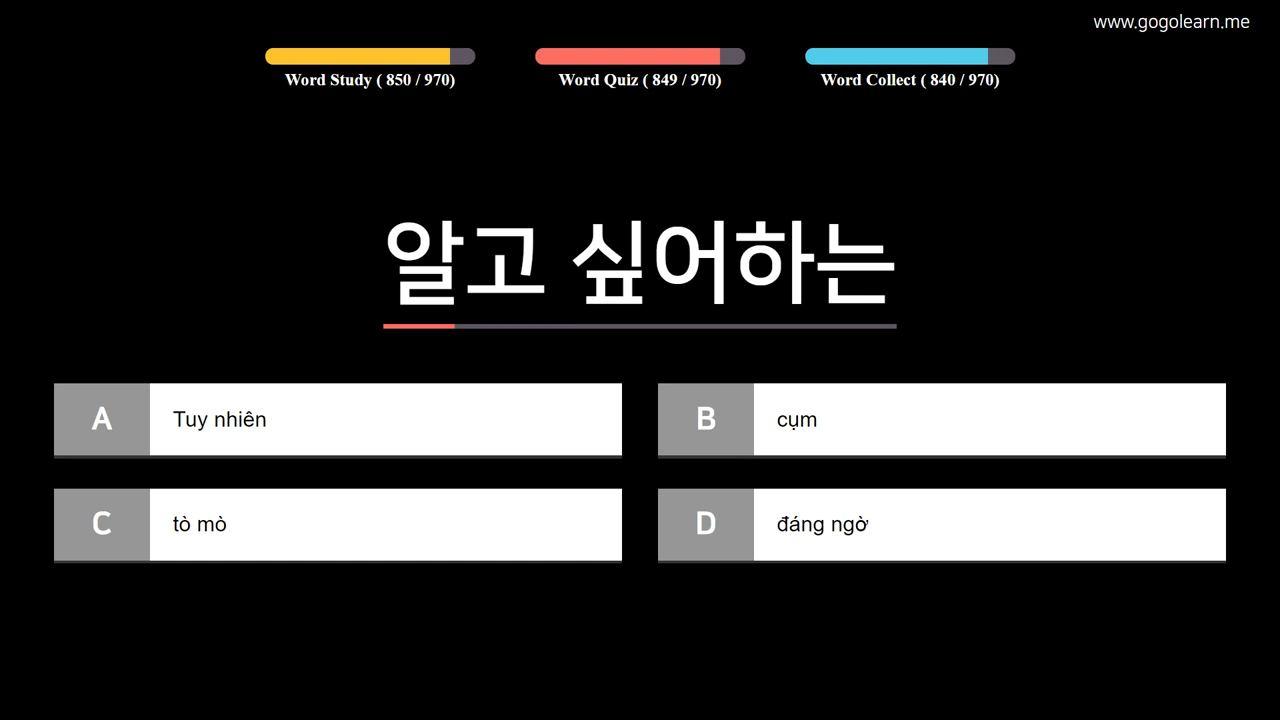 www.gogolearn.me
Word Study ( 850 / 970)
Word Quiz ( 849 / 970)
Word Collect ( 840 / 970)
알고 싶어하는
A Tuy nhiên
B cụm
C tò mò
D đáng ngờ